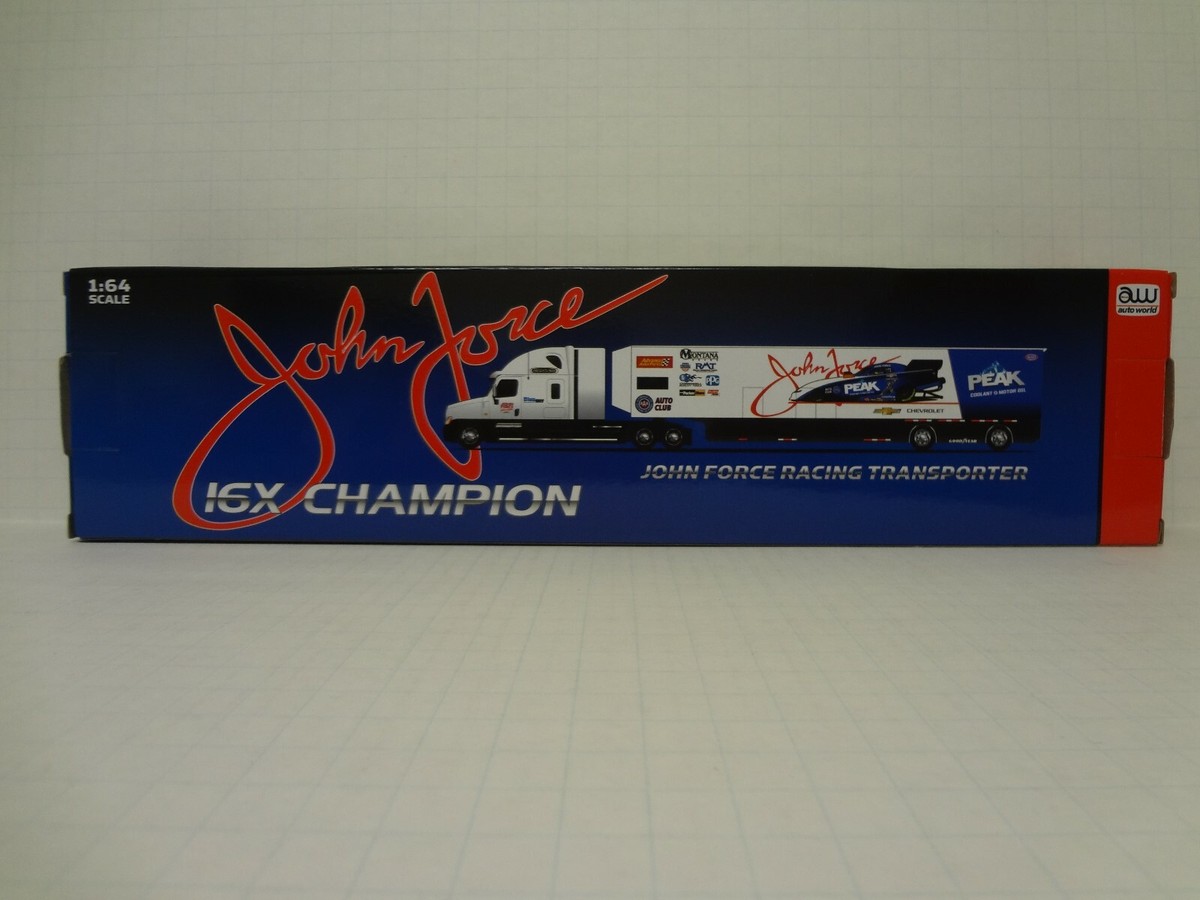 1:64
SCALE
John Force
16X CHAMPION
JOHN FORCE RACING TRANSPORTER
aw
auto world
MONTANA
RMT
AUTO
CLUB
John Force
PEAK
CHEVROLET
PEAK
COOLANT & MOTOR OIL
GOODYEAR